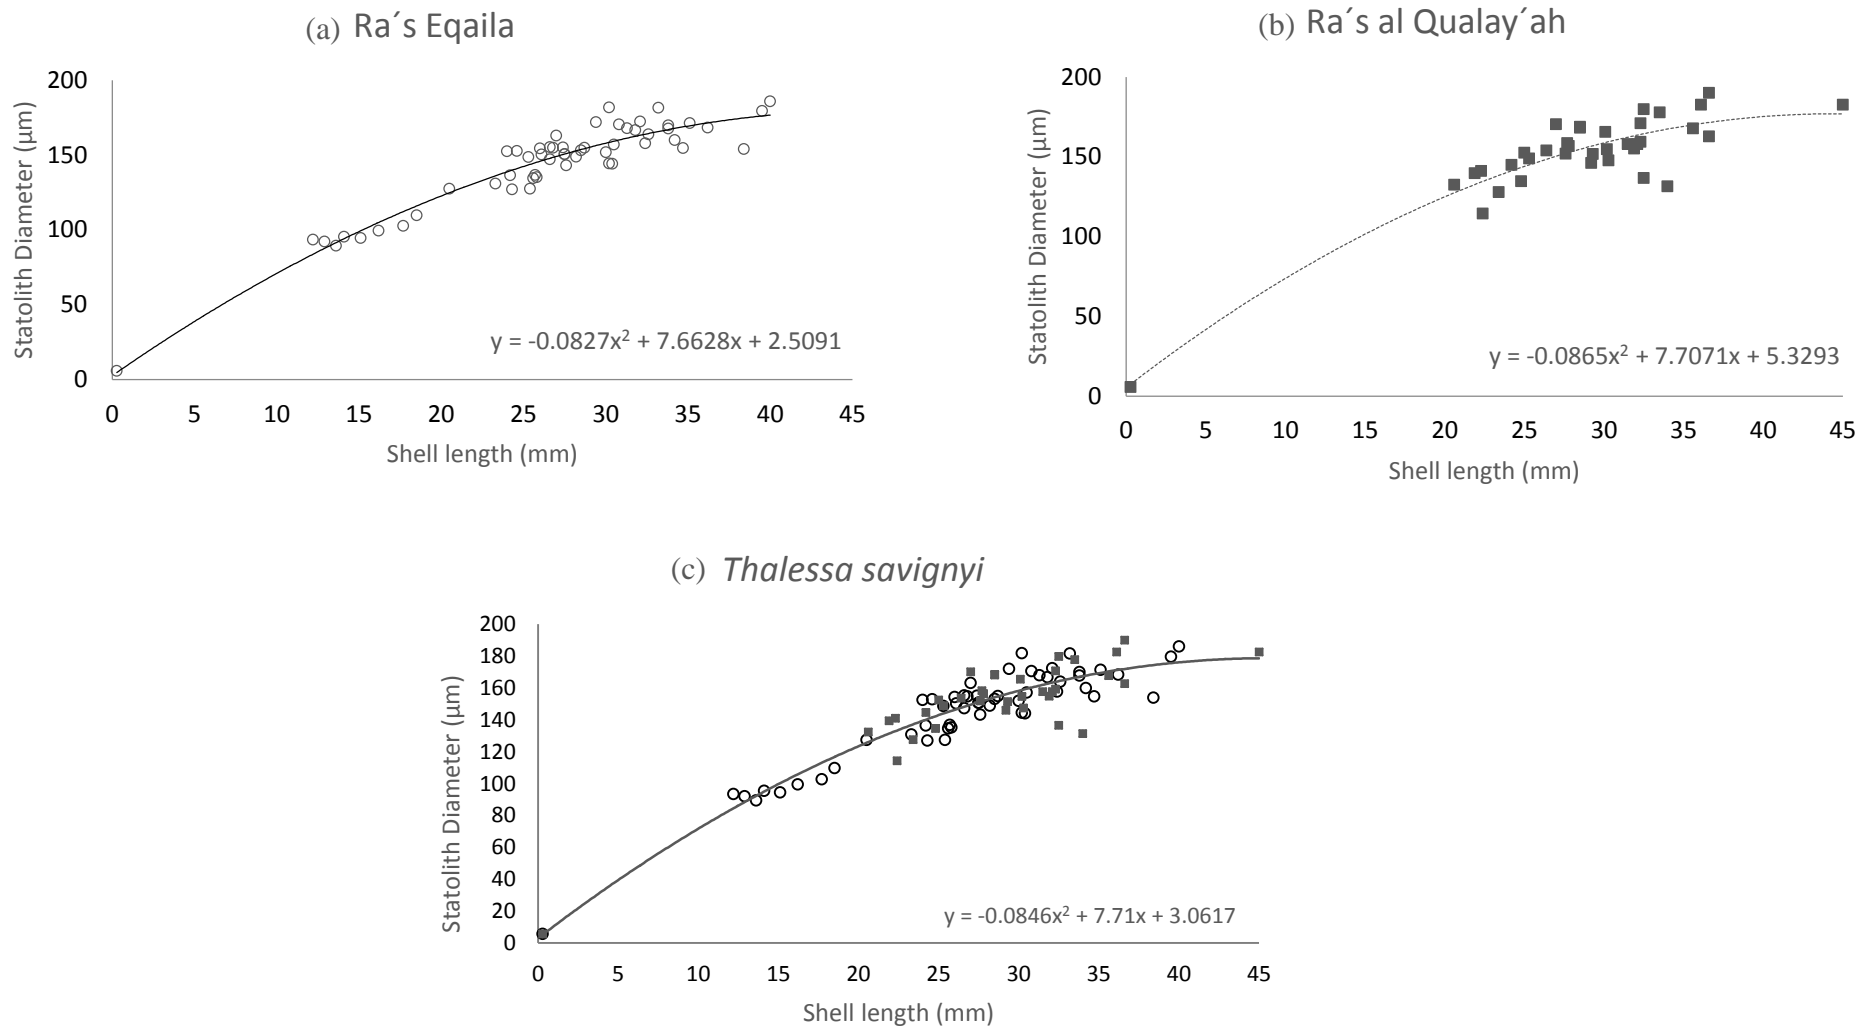 (a) Ra´s Eqaila
200
150
100
50
0
Statolith Diameter (µm)
y = -0.0827x² + 7.6628x + 2.5091
0 5 10 15 20 25 30 35 40 45
Shell length (mm)
(b) Ra´s al Qualay´ah
200
150
100
50
0
Statolith Diameter (µm)
y = -0.0865x² + 7.7071x + 5.3293
0 5 10 15 20 25 30 35 40 45
Shell length (mm)
(c) Thalessa savignyi
200
180
160
140
120
100
80
60
40
20
0
Statolith Diameter (µm)
y = -0.0846x² + 7.71x + 3.0617
0 5 10 15 20 25 30 35 40 45
Shell length (mm)